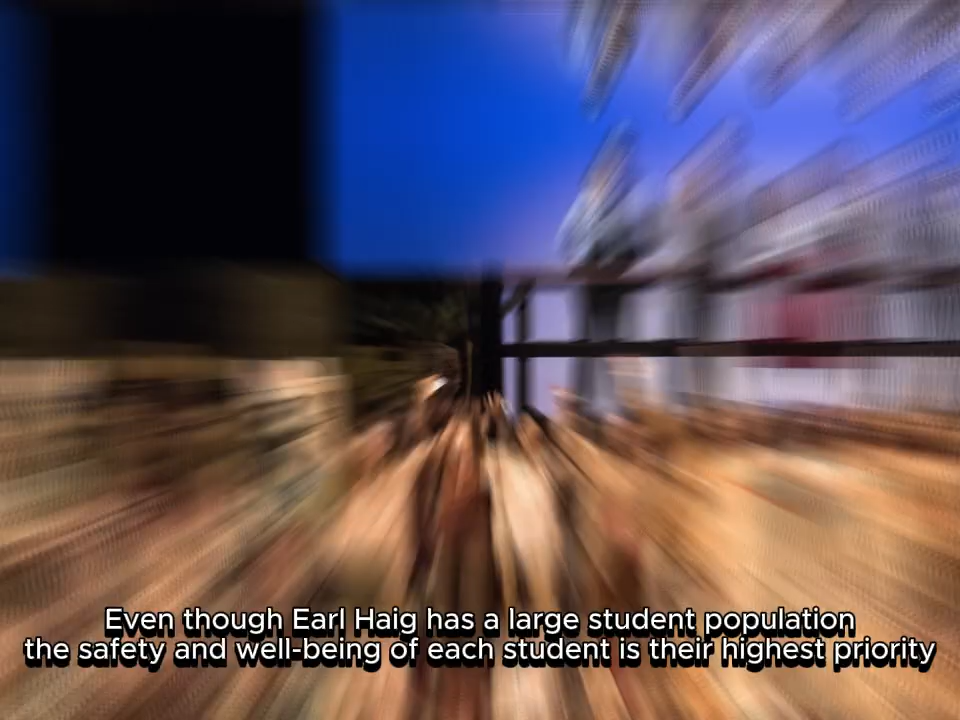 Even though Earl Haig has a large student population
the safety and well-being of each student is their highest priority